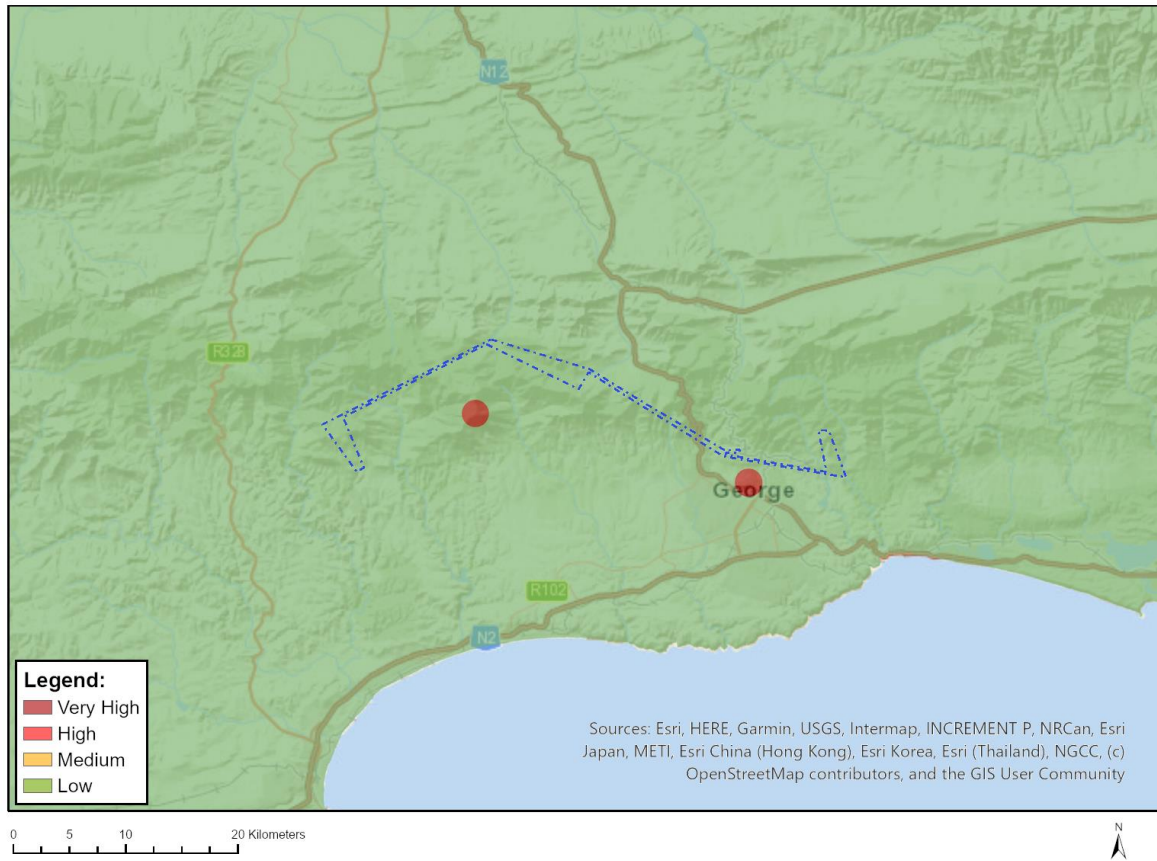 N12
R328
George
R102
N2
Legend:
Very High
High
Medium
Low
Sources: Esri, HERE, Garmin, USGS, Intermap, INCREMENT P, NRCan, Esri
Japan, METI, Esri China (Hong Kong), Esri Korea, Esri (Thailand), NGCC, (c)
OpenStreetMap contributors, and the GIS User Community
0 5 10 20 Kilometers
N